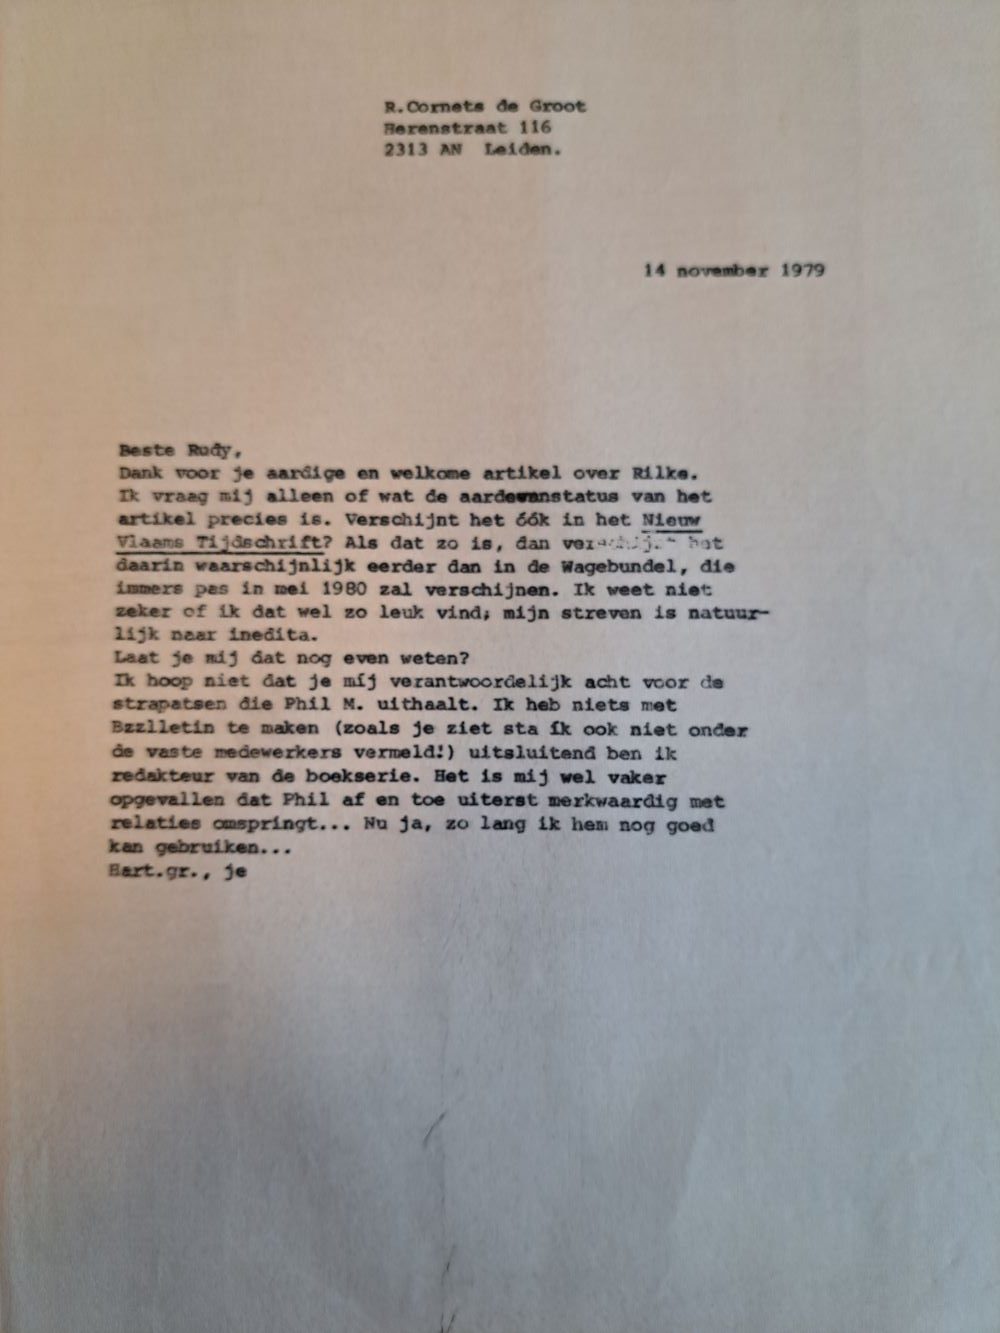 R.Cornets de Groot
Herenstraat 116
2313 AN Leiden.
14 november 1979
Beste Rudy,
Dank voor je aardige en welkome artikel over Rilke.
Ik vraag mij alleen of wat de status van het
artikel precies is. Verschijnt het óók in het Nieuw
Vlaams Tijdschrift? Als dat zo is, dan verschijnt het
daarin waarschijnlijk eerder dan in de Wagebundel, die
immers pas in mei 1980 zal verschijnen. Ik weet niet
zeker of ik dat wel zo leuk vind; mijn streven is natuur-
lijk naar inedita.
Laat je mij dat nog even weten?
Ik hoop niet dat je míj verantwoordelijk acht voor de
strapatsen die Phil M. uithaalt. Ik heb niets met
Bzzlletin te maken (zoals je ziet sta ík ook niet onder
de vaste medewerkers vermeld!) uitsluitend ben ik
redakteur van de boekserie. Het is mij wel vaker
opgevallen dat Phil af en toe uiterst merkwaardig met
relaties omspringt... Nu ja, zo lang ik hem nog goed
kan gebruiken...
Hart.gr., je